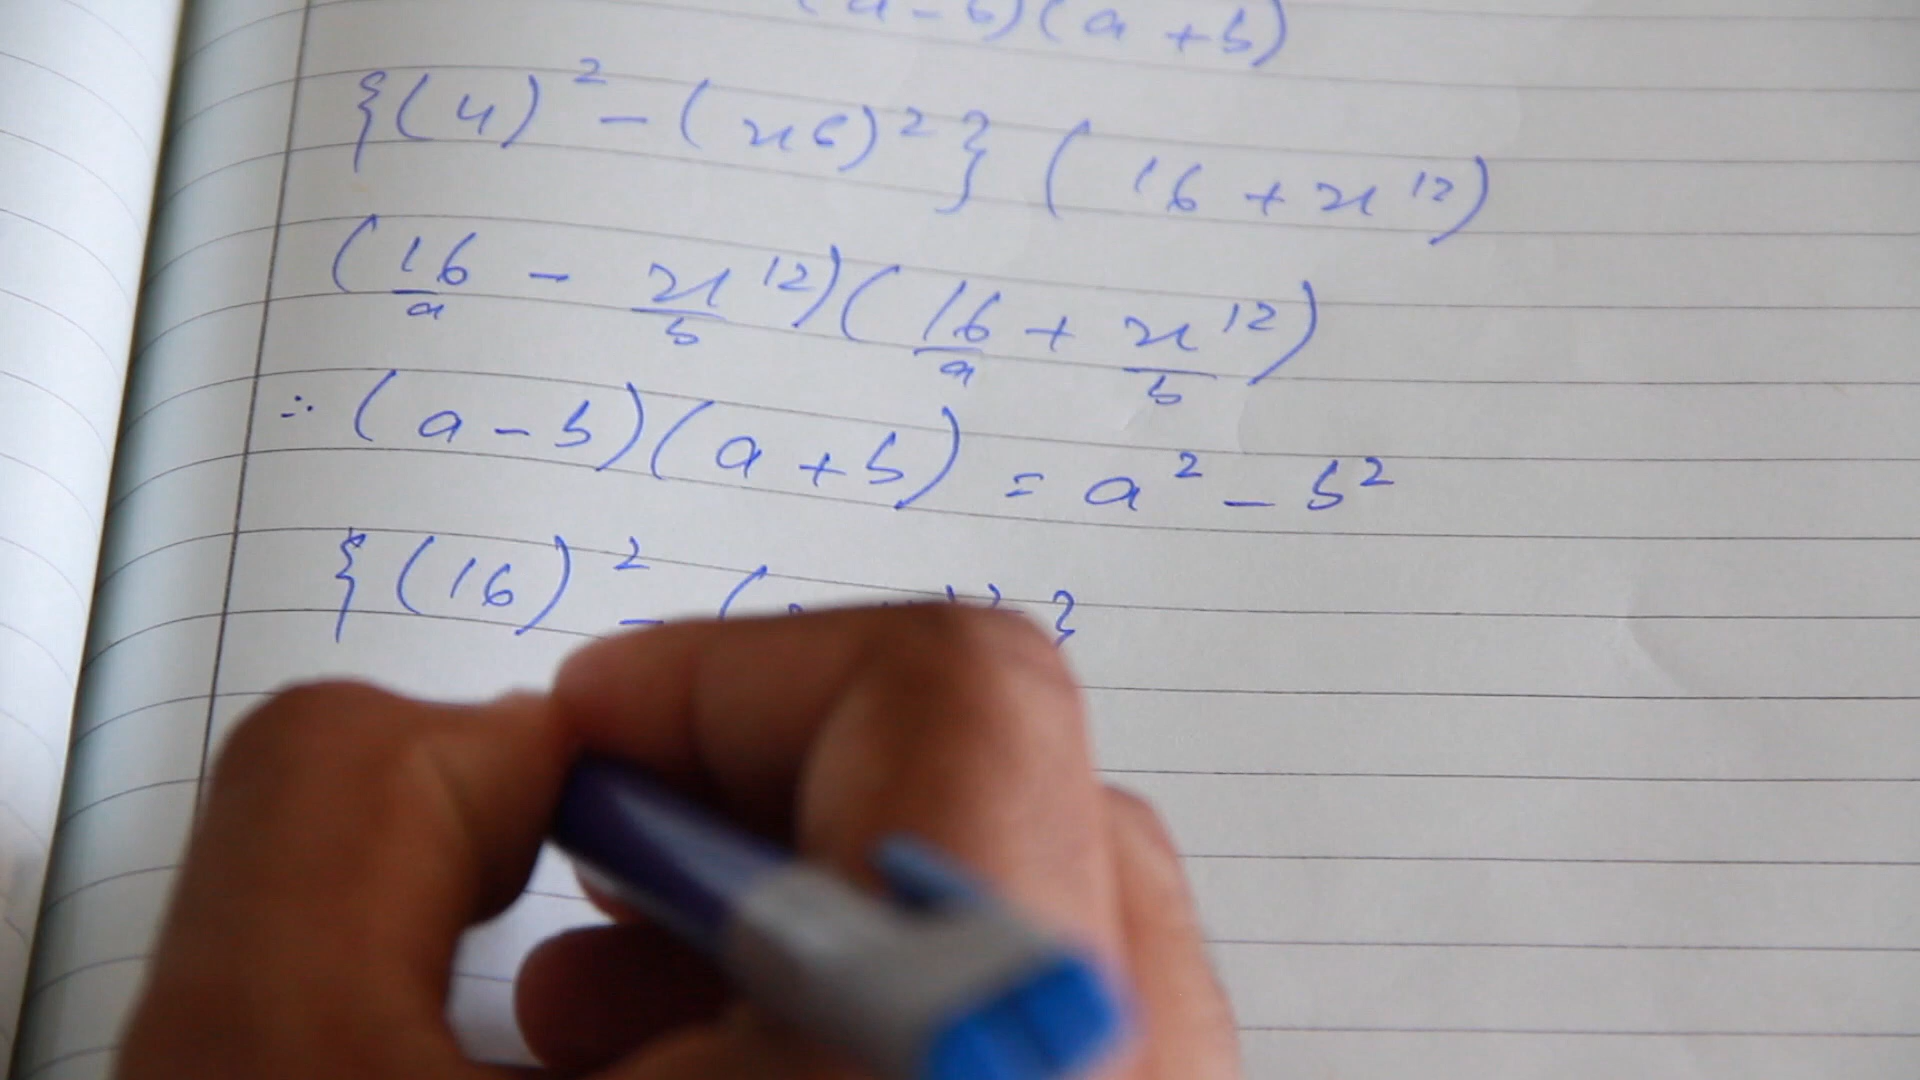 (a-b)(a+b)
{(4)² - (x6)²} (16 + x¹²)
(16 - x¹²)(16 + x¹²)
a b a b
∴ (a-b)(a+b) = a² - b²
{(16)² - (
}